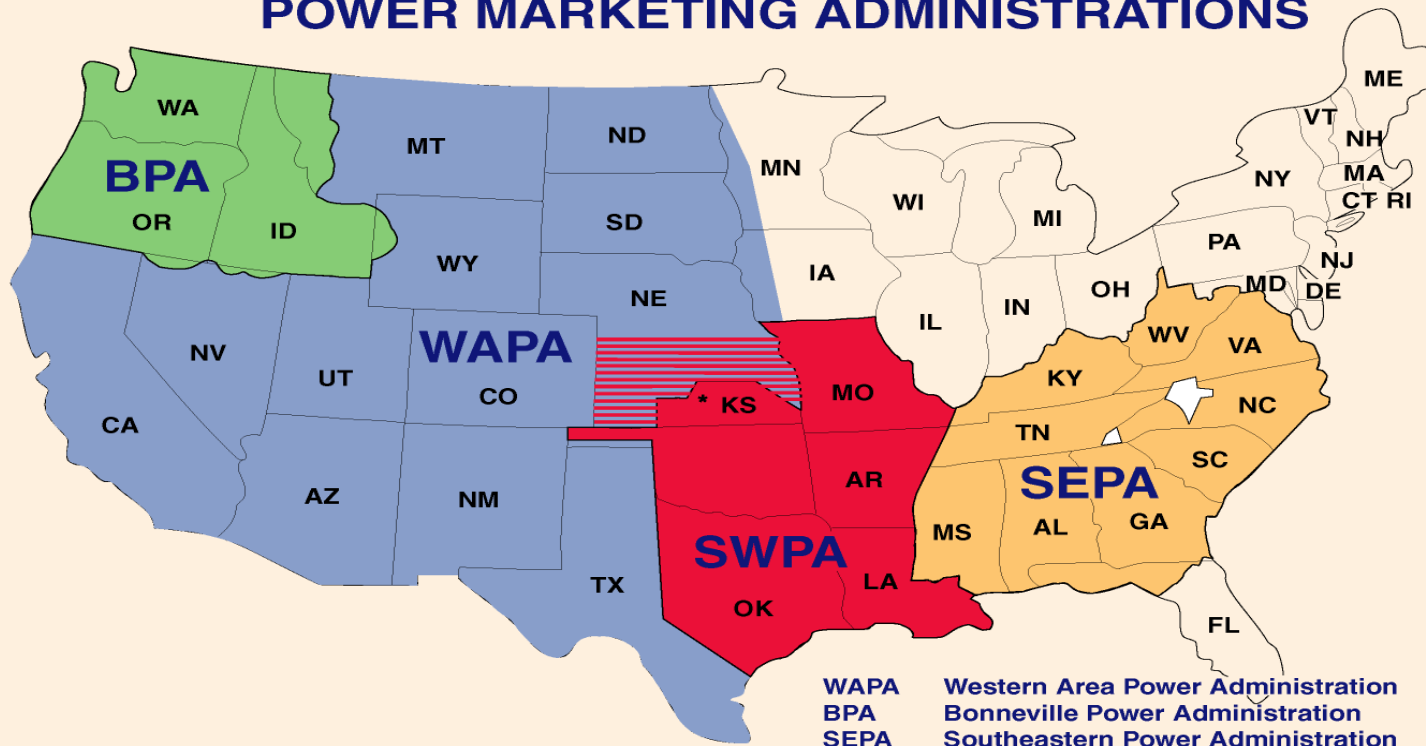 POWER MARKETING ADMINISTRATIONS
ME
WA
VT
NH
MT
ND
MN
MA
NY
CT RI
BPA
WI
OR
ID
SD
MI
PA
WY
NJ
IA
MD
DE
NE
OH
IN
IL
WV
VA
NV
WAPA
UT
KY
CO
MO
* KS
NC
CA
TN
SC
AR
SEPA
AZ
NM
MS
AL
GA
SWPA
TX
LA
OK
FL
WAPA Western Area Power Administration
BPA Bonneville Power Administration
SEPA Southeastern Power Administration